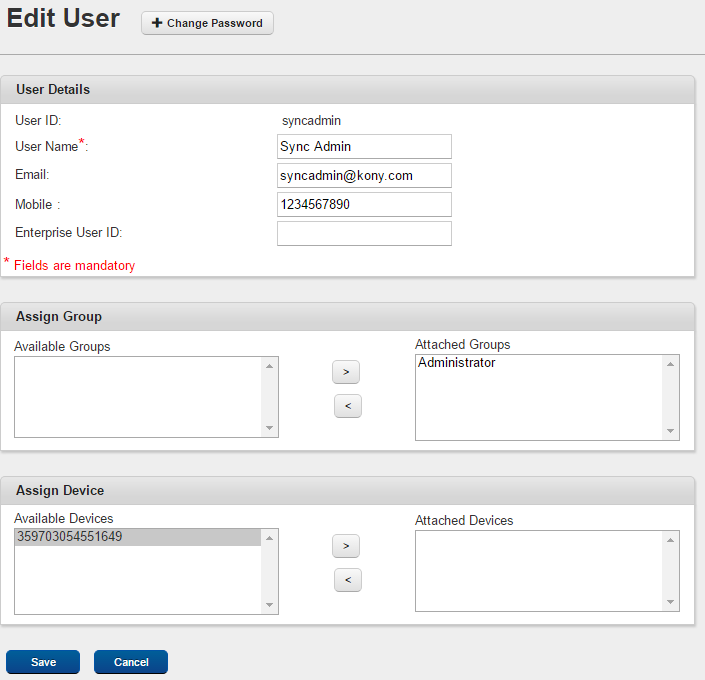 Edit User
+ Change Password
User Details
User ID: syncadmin
User Name*: Sync Admin
Email: syncadmin@kony.com
Mobile : 1234567890
Enterprise User ID:
* Fields are mandatory
Assign Group
Available Groups
Attached Groups
>
Administrator
<
Assign Device
Available Devices
Attached Devices
359703054551649
>
<
Save Cancel